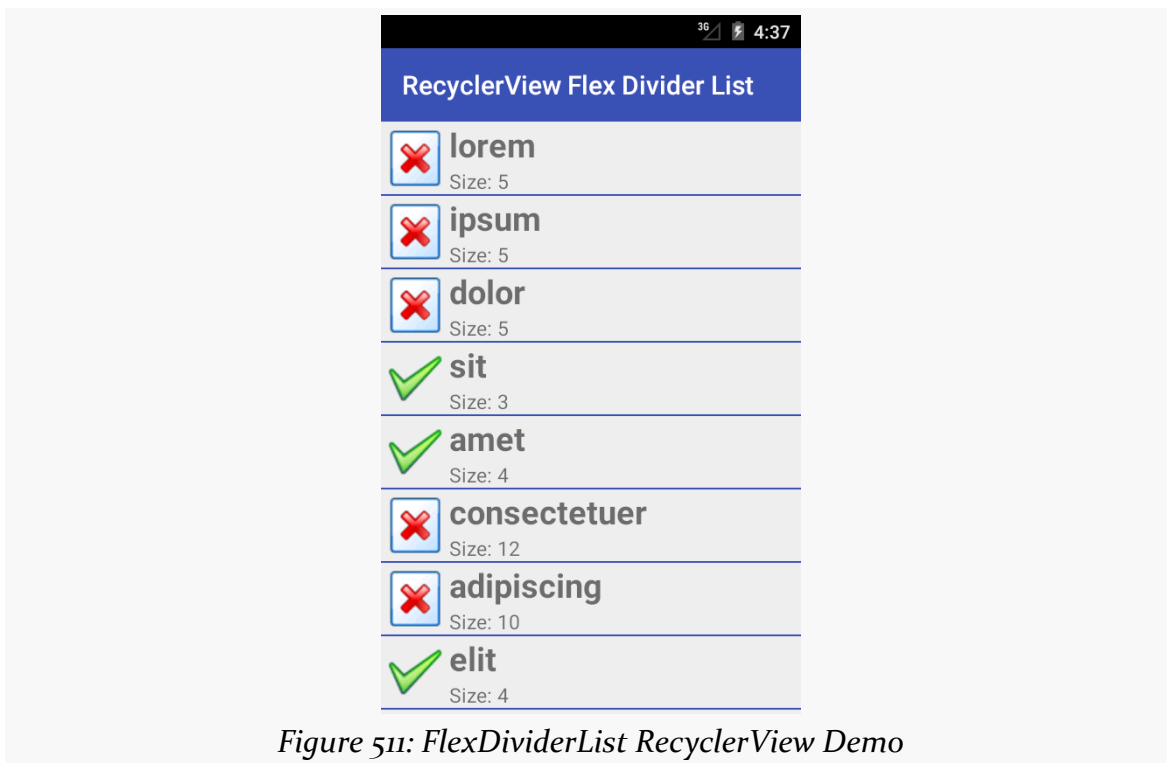 3G 4:37
RecyclerView Flex Divider List
lorem
Size: 5
ipsum
Size: 5
dolor
Size: 5
sit
Size: 3
amet
Size: 4
consectetuer
Size: 12
adipiscing
Size: 10
elit
Size: 4
Figure 511: FlexDividerList RecyclerView Demo